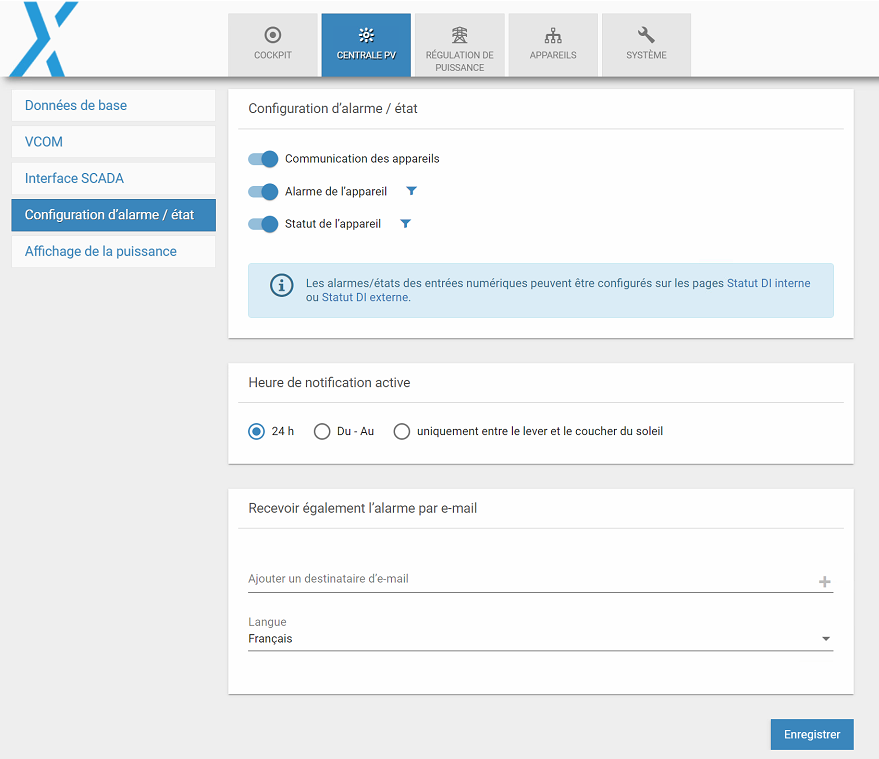 COCKPIT
CENTRALE PV
RÉGULATION DE
PUISSANCE
APPAREILS
SYSTÈME
Données de base
VCOM
Interface SCADA
Configuration d'alarme / état
Affichage de la puissance
Configuration d'alarme / état
Communication des appareils
Alarme de l'appareil
Statut de l'appareil
Les alarmes/états des entrées numériques peuvent être configurés sur les pages Statut DI interne
ou Statut DI externe.
Heure de notification active
24 h
Du - Au
uniquement entre le lever et le coucher du soleil
Recevoir également l'alarme par e-mail
Ajouter un destinataire d'e-mail
Langue
Français
Enregistrer